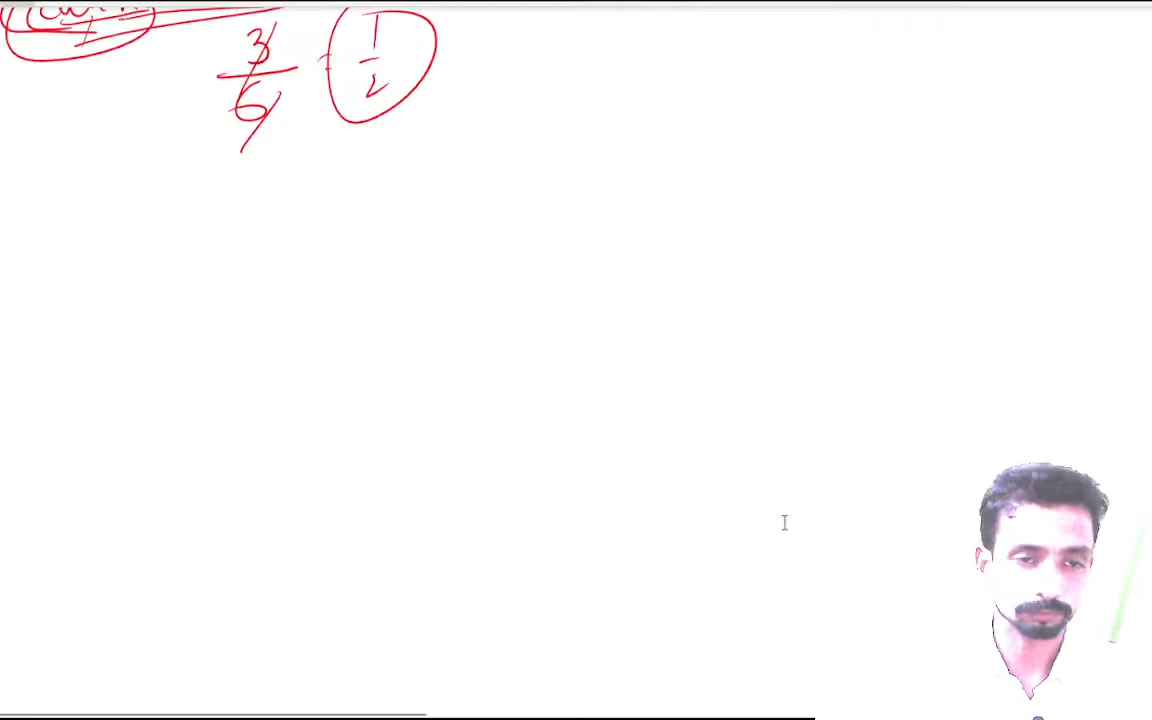 3/6 = 1/2